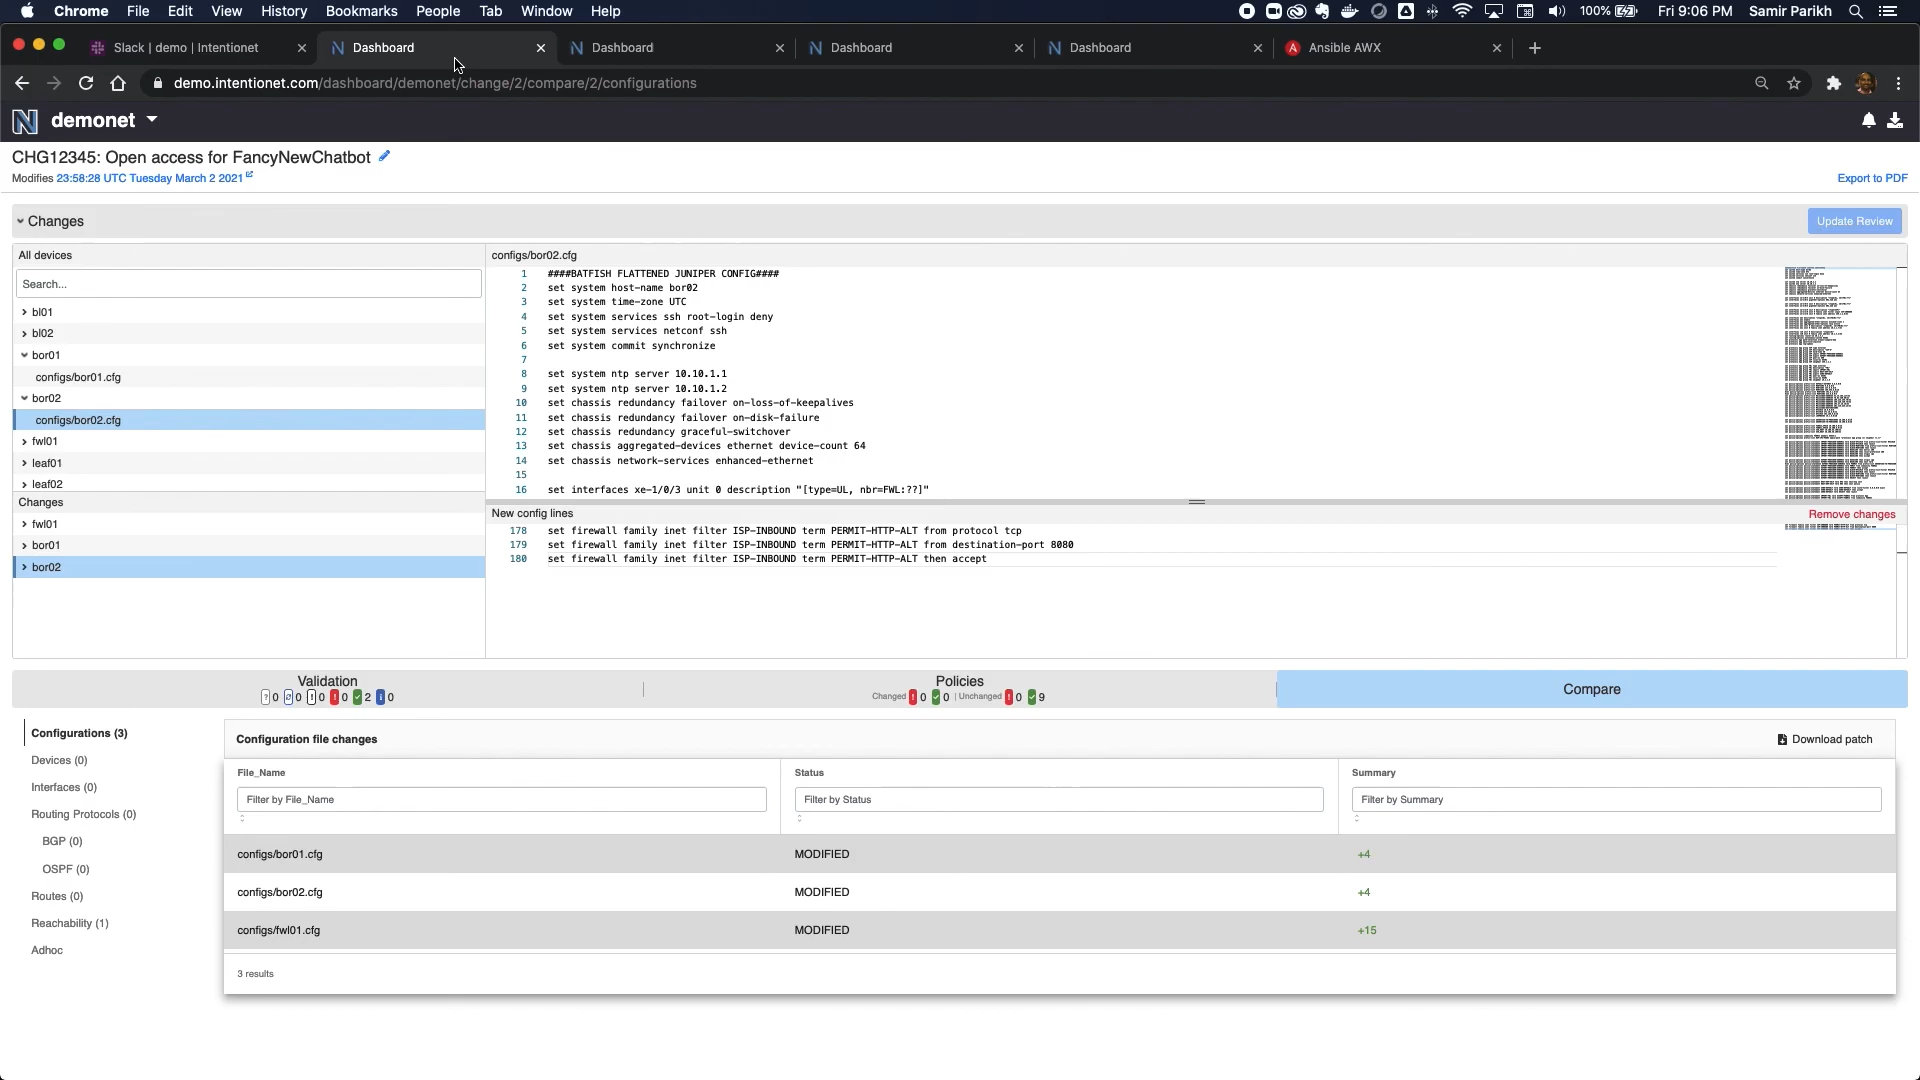 Chrome File Edit View History Bookmarks People Tab Window Help 100% Fri 9:06 PM Samir Parikh
Slack | demo | Intentionet Dashboard Dashboard Dashboard Dashboard Ansible AWX
demo.intentionet.com/dashboard/demonet/change/2/compare/2/configurations
demonet
CHG12345: Open access for FancyNewChatbot
Modifies 23:58:28 UTC Tuesday March 2 2021
Export to PDF
Changes
Update Review
All devices
Search...
bl01
bl02
bor01
configs/bor01.cfg
bor02
configs/bor02.cfg
fwl01
leaf01
leaf02
Changes
fwl01
bor01
bor02
configs/bor02.cfg
1 ####BATFISH FLATTENED JUNIPER CONFIG####
2 set system host-name bor02
3 set system time-zone UTC
4 set system services ssh root-login deny
5 set system services netconf ssh
6 set system commit synchronize
7
8 set system ntp server 10.10.1.1
9 set system ntp server 10.10.1.2
10 set chassis redundancy failover on-loss-of-keepalives
11 set chassis redundancy failover on-disk-failure
12 set chassis redundancy graceful-switchover
13 set chassis aggregated-devices ethernet device-count 64
14 set chassis network-services enhanced-ethernet
15
16 set interfaces xe-1/0/3 unit 0 description "[type=UL, nbr=FWL:??]"
New config lines
Remove changes
178 set firewall family inet filter ISP-INBOUND term PERMIT-HTTP-ALT from protocol tcp
179 set firewall family inet filter ISP-INBOUND term PERMIT-HTTP-ALT from destination-port 8080
180 set firewall family inet filter ISP-INBOUND term PERMIT-HTTP-ALT then accept
Validation
0 0 0 0 2 0
Policies
Changed 0 0 | Unchanged 0 9
Compare
Configurations (3)
Devices (0)
Interfaces (0)
Routing Protocols (0)
BGP (0)
OSPF (0)
Routes (0)
Reachability (1)
Adhoc
Configuration file changes
Download patch
File_Name Status Summary
Filter by File_Name Filter by Status Filter by Summary
configs/bor01.cfg MODIFIED +4
configs/bor02.cfg MODIFIED +4
configs/fwl01.cfg MODIFIED +15
3 results